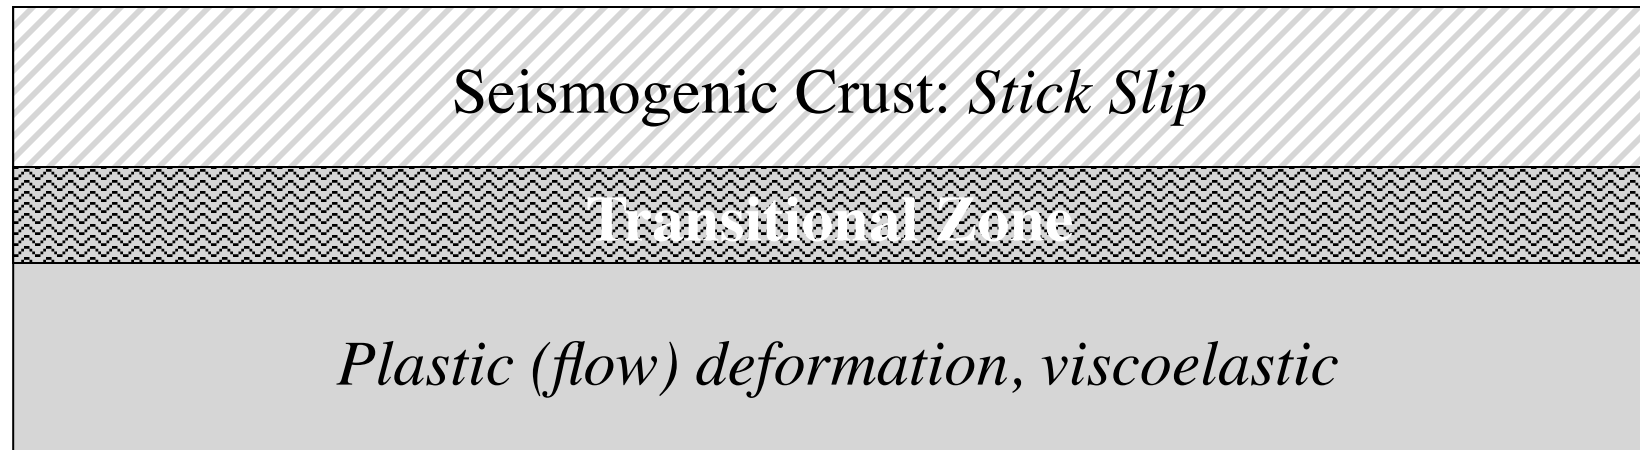 Seismogenic Crust: Stick Slip
Transitional Zone
Plastic (flow) deformation, viscoelastic